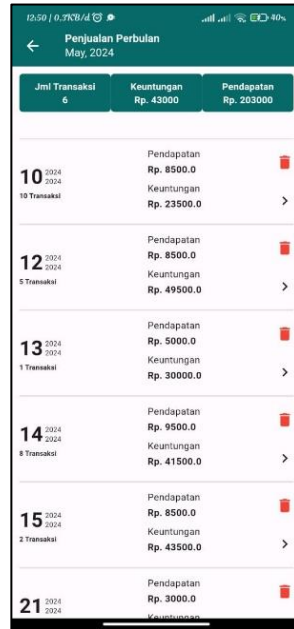 12:50 | 0.7KB/d
40%
Penjualan Perbulan
May, 2024
Jml Transaksi
6
Keuntungan
Rp. 43000
Pendapatan
Rp. 203000
10 2024
2024
10 Transaksi
Pendapatan
Rp. 8500.0
Keuntungan
Rp. 23500.0
12 2024
2024
5 Transaksi
Pendapatan
Rp. 8500.0
Keuntungan
Rp. 49500.0
13 2024
2024
1 Transaksi
Pendapatan
Rp. 5000.0
Keuntungan
Rp. 30000.0
14 2024
2024
8 Transaksi
Pendapatan
Rp. 9500.0
Keuntungan
Rp. 41500.0
15 2024
2024
2 Transaksi
Pendapatan
Rp. 8500.0
Keuntungan
Rp. 43500.0
21 2024
2024
Pendapatan
Rp. 3000.0
Keuntungan